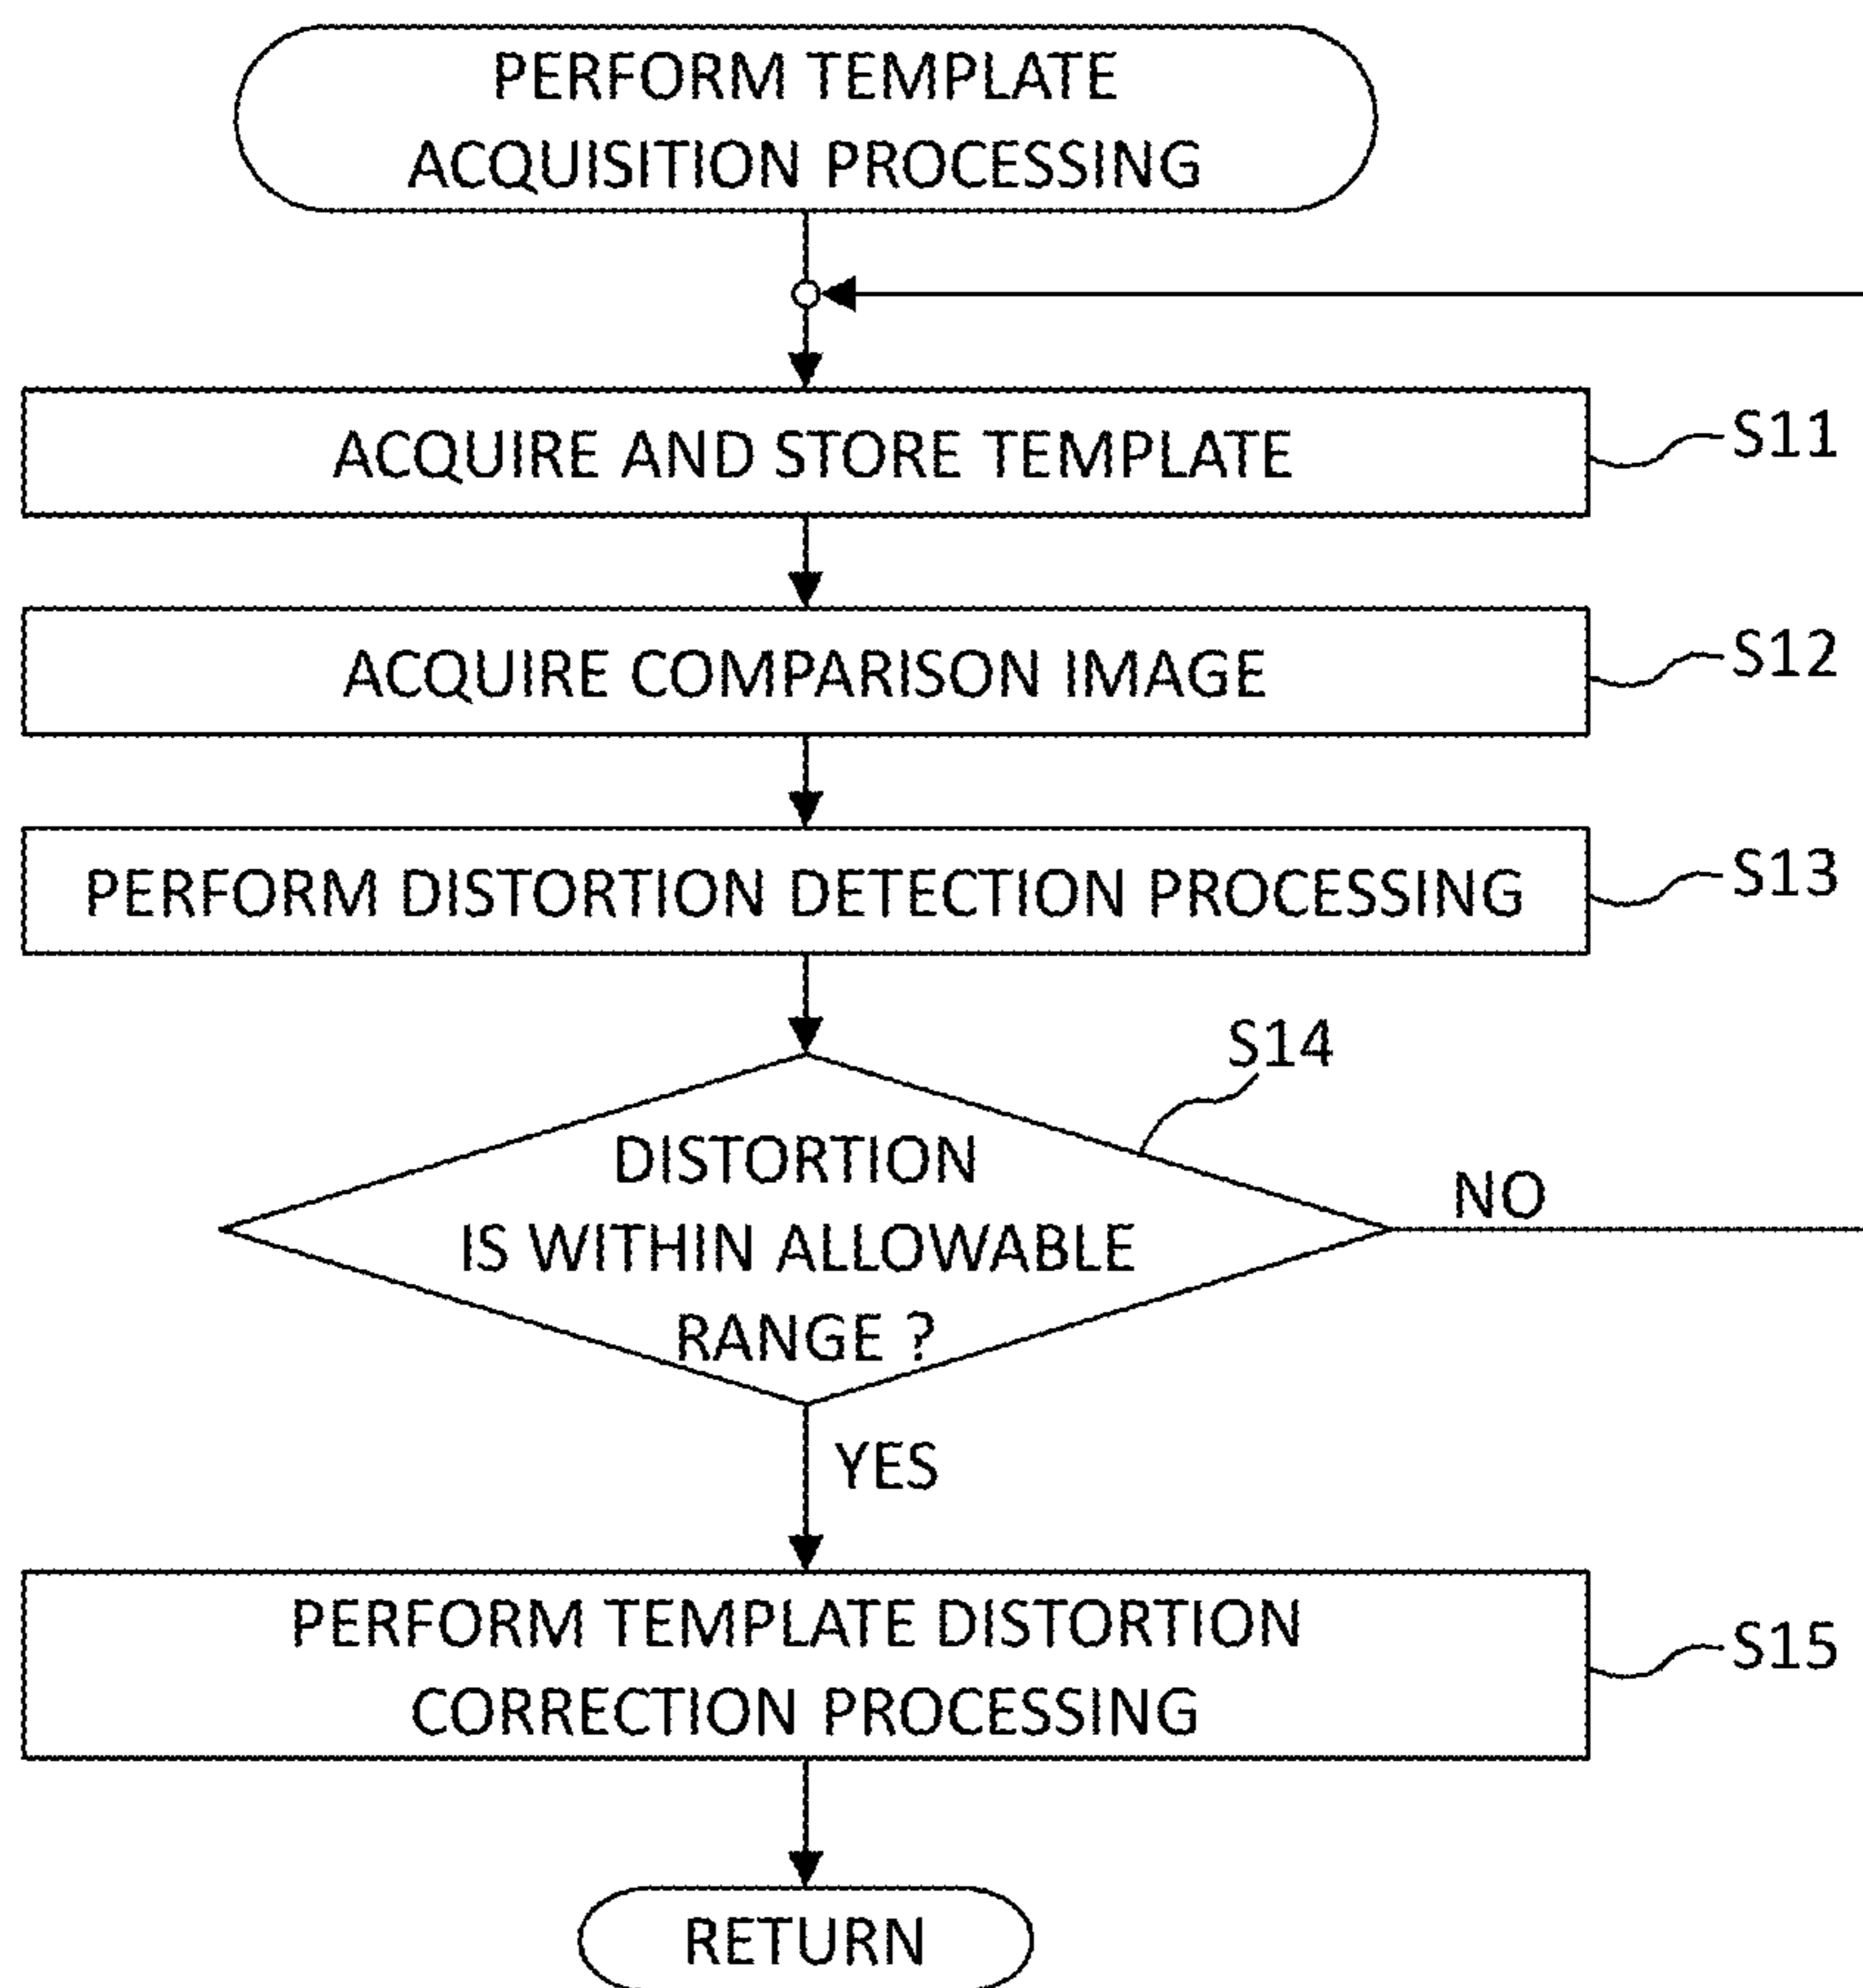 PERFORM TEMPLATE
ACQUISITION PROCESSING
ACQUIRE AND STORE TEMPLATE
S11
ACQUIRE COMPARISON IMAGE
S12
PERFORM DISTORTION DETECTION PROCESSING
S13
S14
DISTORTION
IS WITHIN ALLOWABLE
RANGE ?
NO
YES
PERFORM TEMPLATE DISTORTION
CORRECTION PROCESSING
S15
RETURN